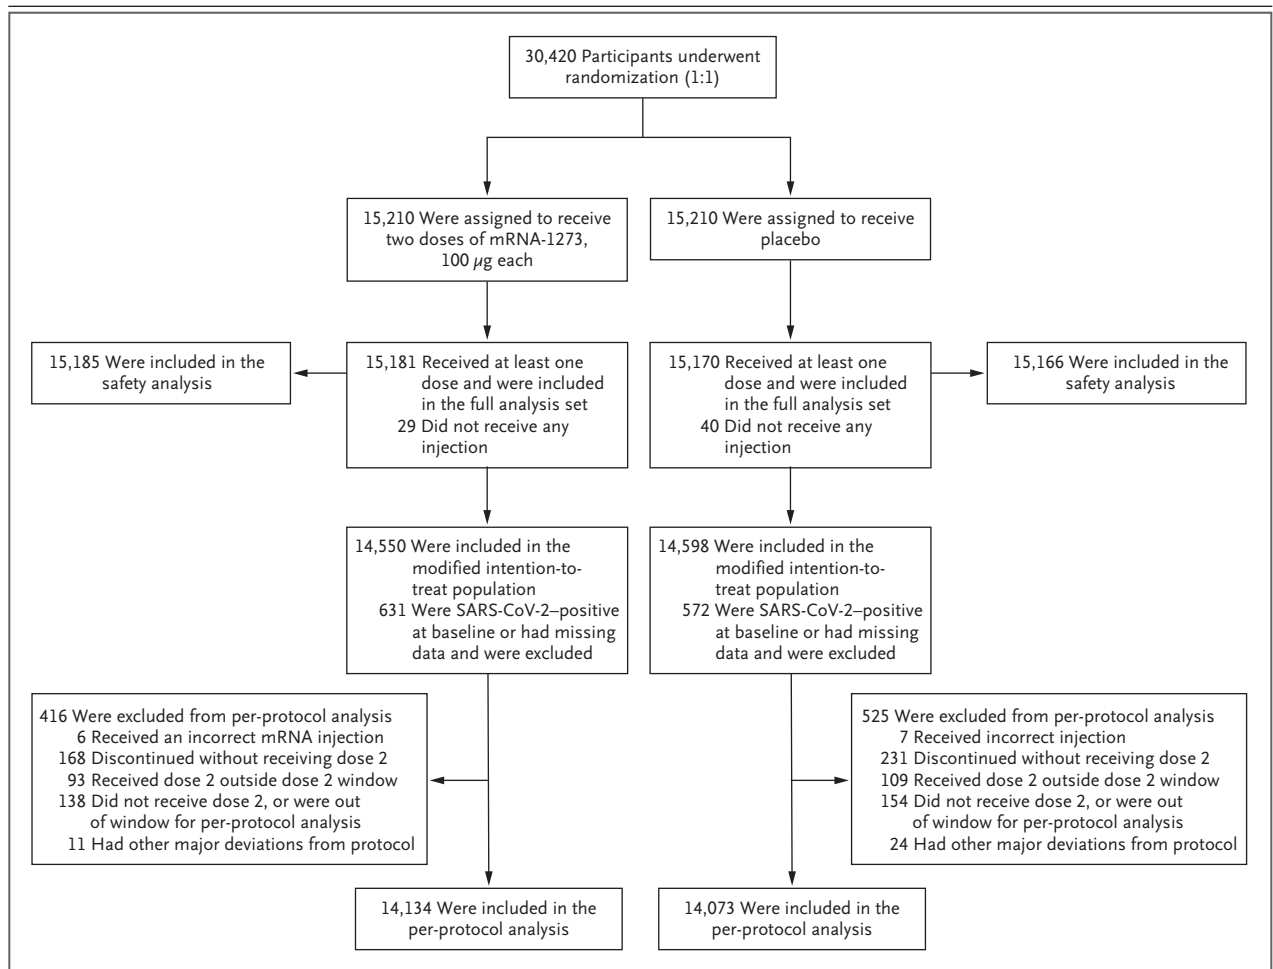 30,420 Participants underwent
randomization (1:1)
15,210 Were assigned to receive
two doses of mRNA-1273,
100 µg each
15,210 Were assigned to receive
placebo
15,185 Were included in the
safety analysis
15,181 Received at least one
dose and were included
in the full analysis set
29 Did not receive any
injection
15,170 Received at least one
dose and were included
in the full analysis set
40 Did not receive any
injection
15,166 Were included in the
safety analysis
14,550 Were included in the
modified intention-to-
treat population
631 Were SARS-CoV-2–positive
at baseline or had missing
data and were excluded
14,598 Were included in the
modified intention-to-
treat population
572 Were SARS-CoV-2–positive
at baseline or had missing
data and were excluded
416 Were excluded from per-protocol analysis
6 Received an incorrect mRNA injection
168 Discontinued without receiving dose 2
93 Received dose 2 outside dose 2 window
138 Did not receive dose 2, or were out
of window for per-protocol analysis
11 Had other major deviations from protocol
525 Were excluded from per-protocol analysis
7 Received incorrect injection
231 Discontinued without receiving dose 2
109 Received dose 2 outside dose 2 window
154 Did not receive dose 2, or were out
of window for per-protocol analysis
24 Had other major deviations from protocol
14,134 Were included in the
per-protocol analysis
14,073 Were included in the
per-protocol analysis